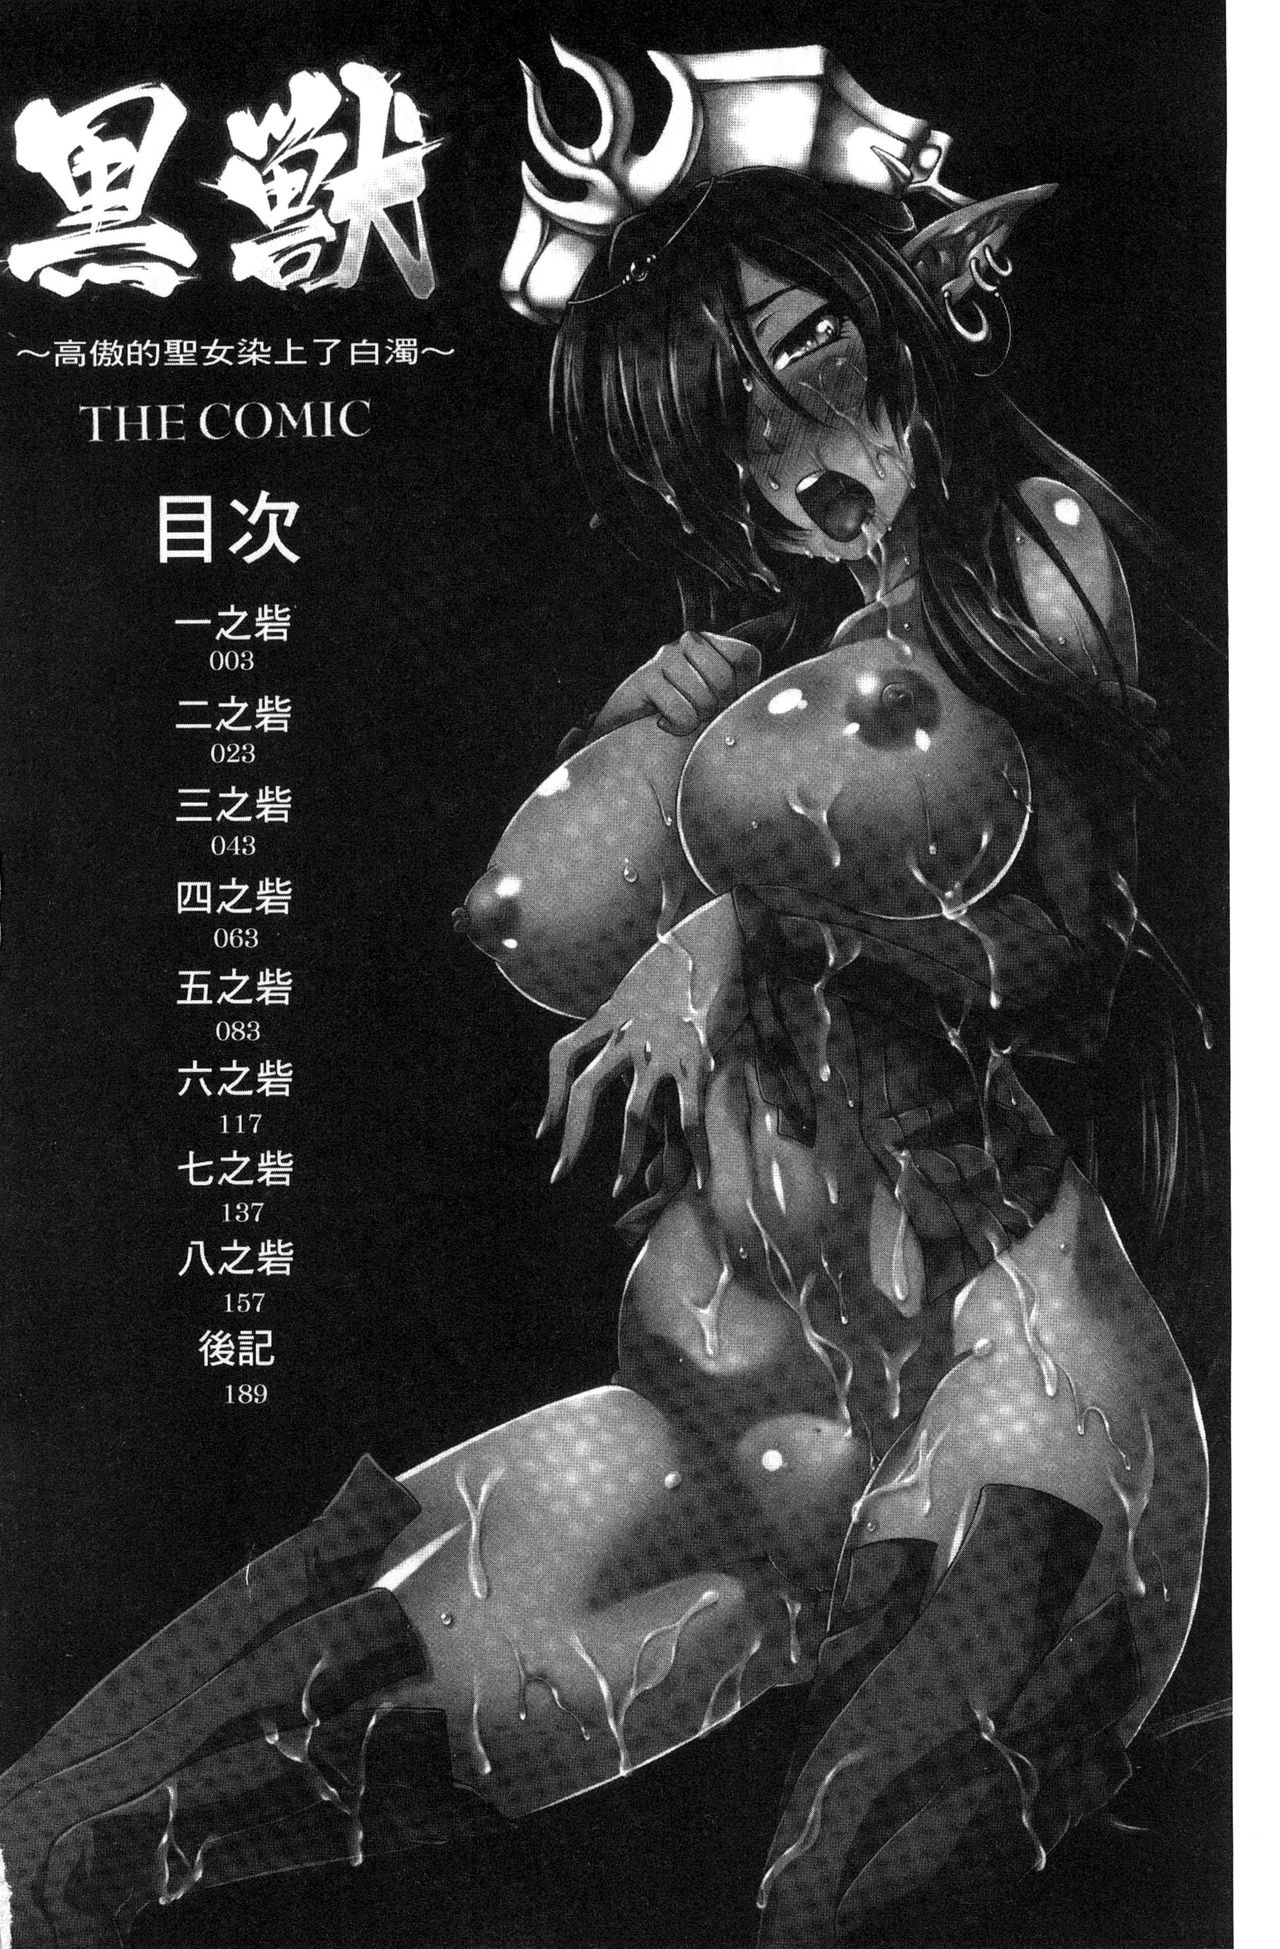 黒獣
～高傲的聖女染上了白濁～
THE COMIC
目次
一之砦
003
二之砦
023
三之砦
043
四之砦
063
五之砦
083
六之砦
117
七之砦
137
八之砦
157
後記
189